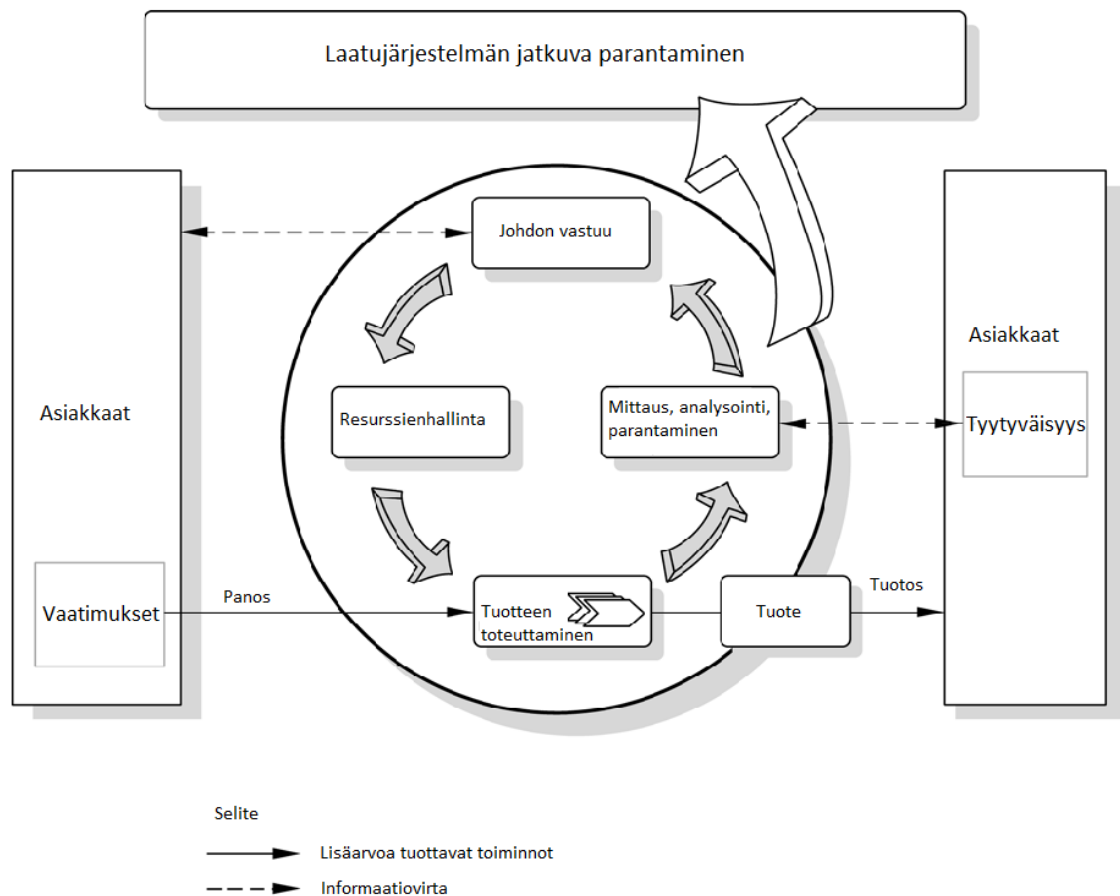 Laatujärjestelmän jatkuva parantaminen
Johdon vastuu
Asiakkaat
Asiakkaat
Resurssienhallinta
Mittaus, analysointi,
parantaminen
Tyytyväisyys
Vaatimukset
Panos
Tuotteen
toteuttaminen
Tuote
Tuotos
Selite
Lisäarvoa tuottavat toiminnot
Informaatiovirta